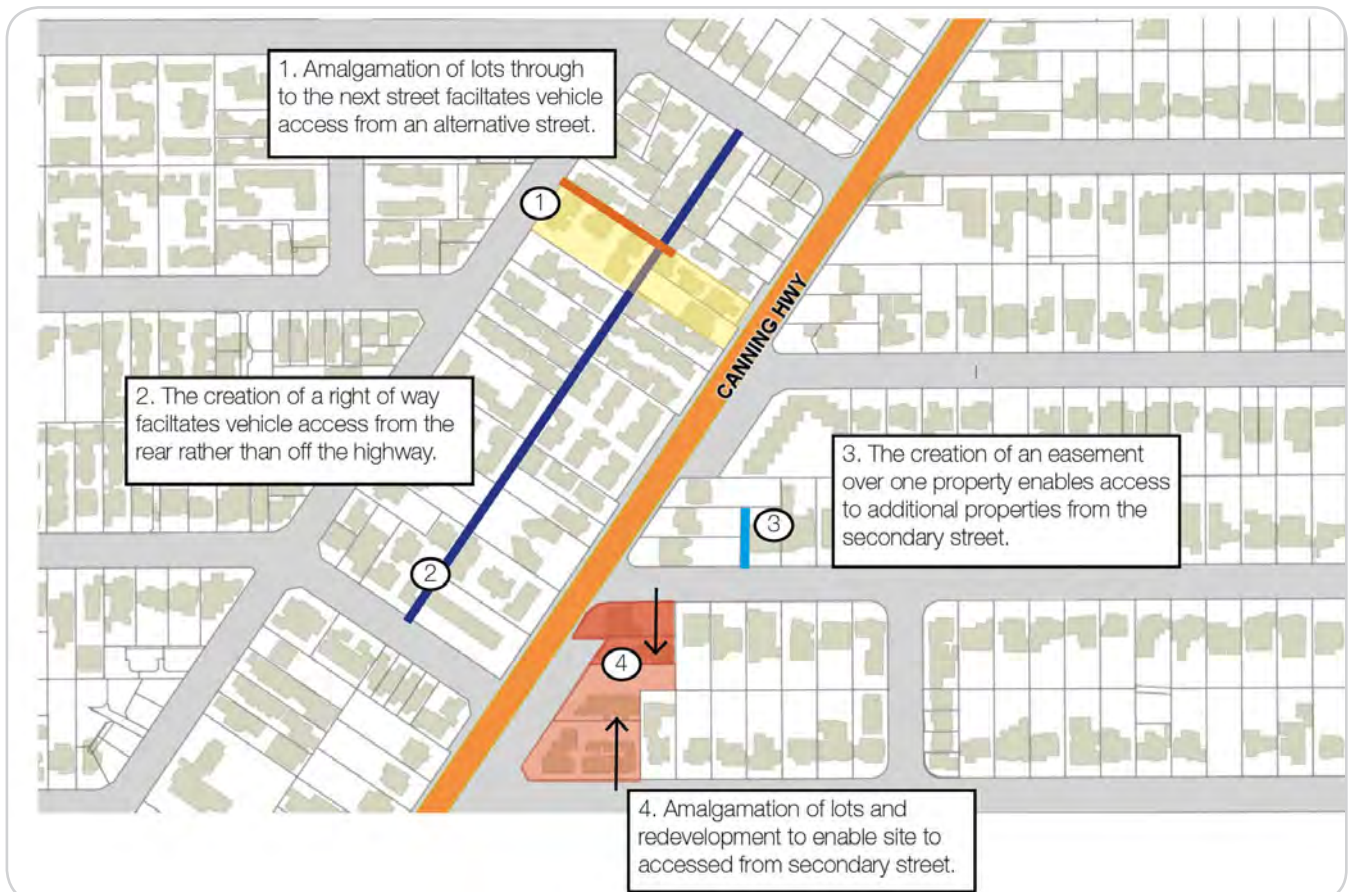 1. Amalgamation of lots through
to the next street faciltates vehicle
access from an alternative street.
1
CANNING HWY
2. The creation of a right of way
faciltates vehicle access from the
rear rather than off the highway.
2
3. The creation of an easement
over one property enables access
to additional properties from the
secondary street.
3
4
4. Amalgamation of lots and
redevelopment to enable site to
accessed from secondary street.